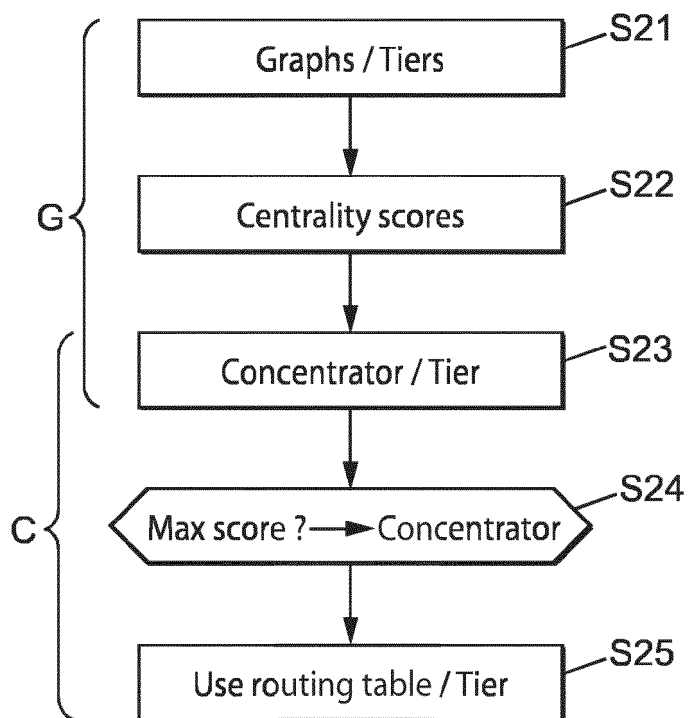 Graphs / Tiers
S21
Centrality scores
S22
G
Concentrator / Tier
S23
Max score ? → Concentrator
S24
C
Use routing table / Tier
S25